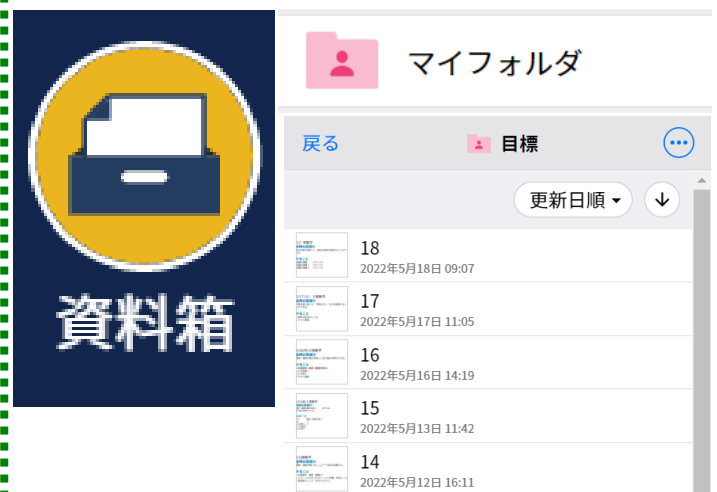 資料箱
マイフォルダ
戻る
目標
更新日順
18
2022年5月18日 09:07
17
2022年5月17日 11:05
16
2022年5月16日 14:19
15
2022年5月13日 11:42
14
2022年5月12日 16:11